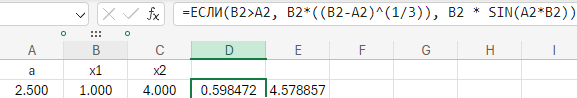 fx =ЕСЛИ(B2>A2, B2*((B2-A2)^(1/3)), B2 * SIN(A2*B2))
A B C D E F G H I
a x1 x2
2.500 1.000 4.000 0.598472 4.578857